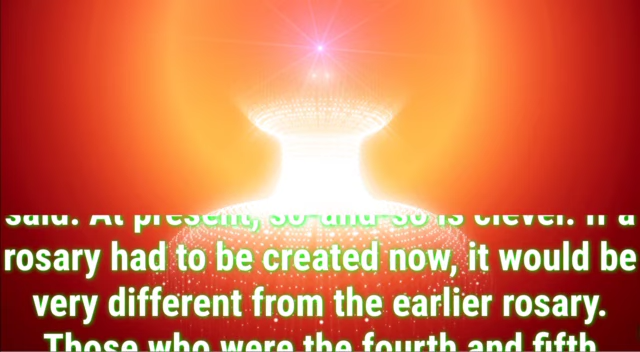 said. At present, so-and-so is clever. If a
rosary had to be created now, it would be
very different from the earlier rosary.
Those who were the fourth and fifth